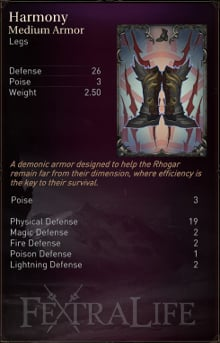 Harmony
Medium Armor
Legs
Defense 26
Poise 3
Weight 2.50
A demonic armor designed to help the Rhogar
remain far from their dimension, where efficiency is
the key to their survival.
Poise 3
Physical Defense 19
Magic Defense 2
Fire Defense 2
Poison Defense 1
Lightning Defense 2
FEXTRALIFE